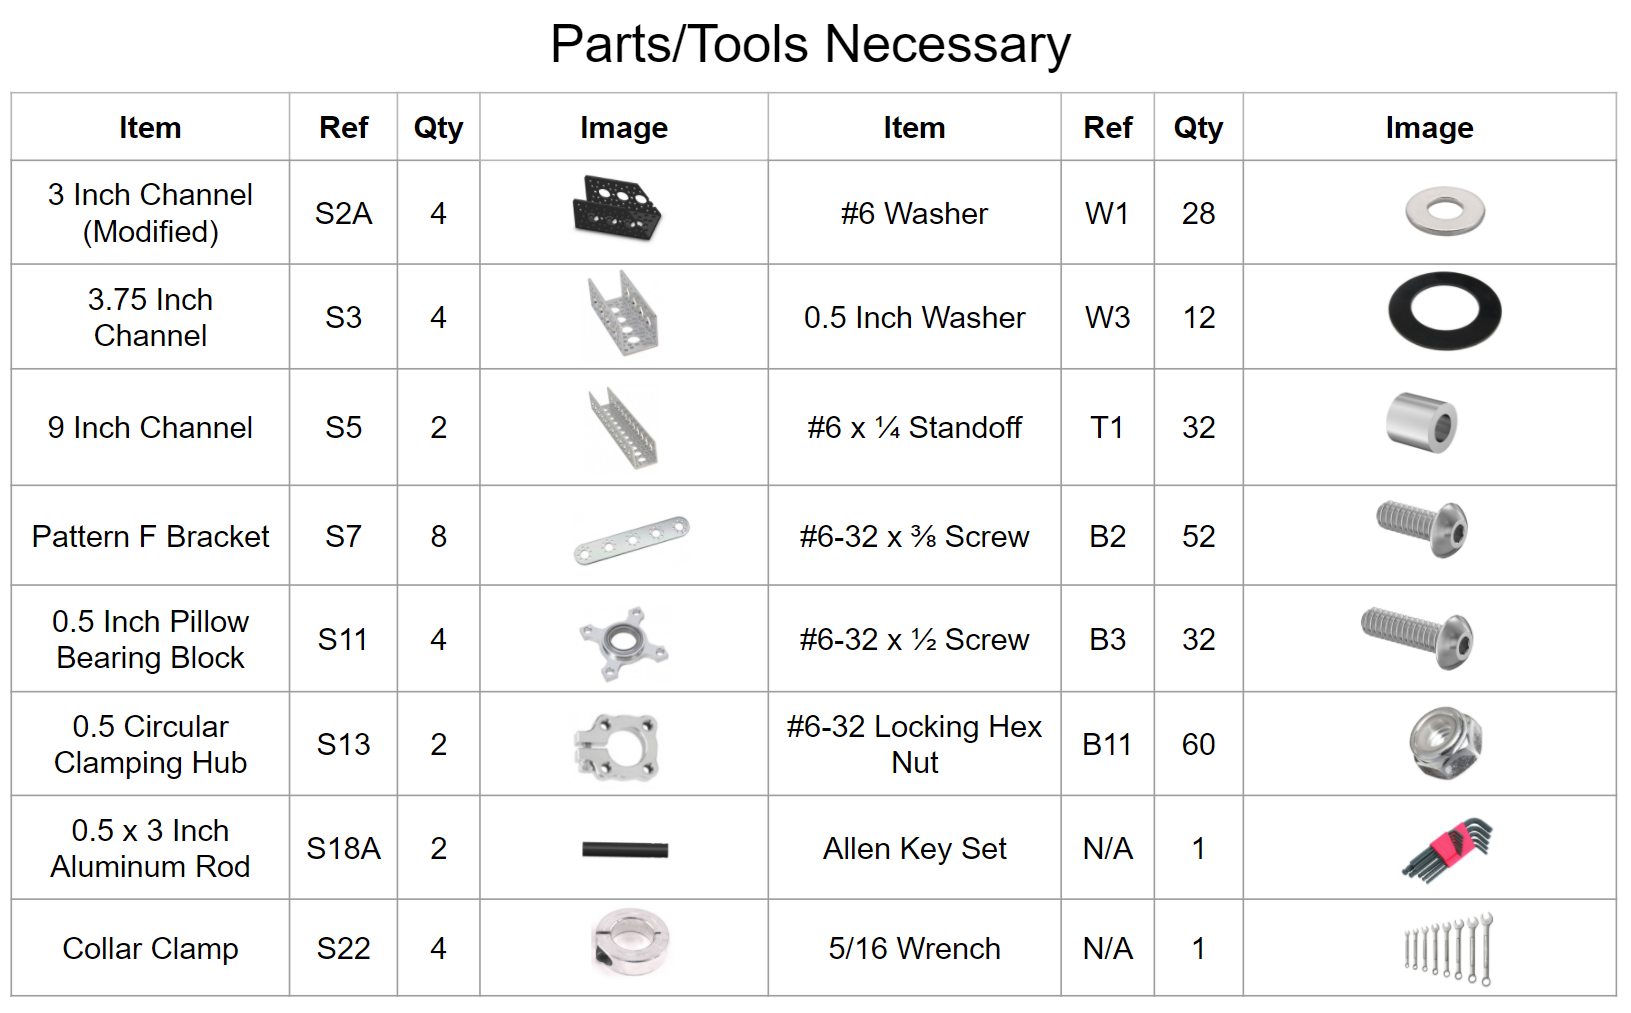 Parts/Tools Necessary
Item Ref Qty Image Item Ref Qty Image
3 Inch Channel
(Modified) S2A 4 #6 Washer W1 28
3.75 Inch
Channel S3 4 0.5 Inch Washer W3 12
9 Inch Channel S5 2 #6 x ¼ Standoff T1 32
Pattern F Bracket S7 8 #6-32 x ⅜ Screw B2 52
0.5 Inch Pillow
Bearing Block S11 4 #6-32 x ½ Screw B3 32
0.5 Circular
Clamping Hub S13 2 #6-32 Locking Hex
Nut B11 60
0.5 x 3 Inch
Aluminum Rod S18A 2 Allen Key Set N/A 1
Collar Clamp S22 4 5/16 Wrench N/A 1